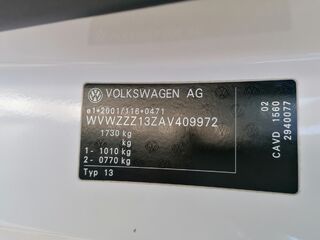 VOLKSWAGEN AG
e1*2001/116*0471
WVWZZZ13ZAV409972
1730 kg
kg
1- 1010 kg
2- 0770 kg
Typ 13
02
CAVD 1560
2940077